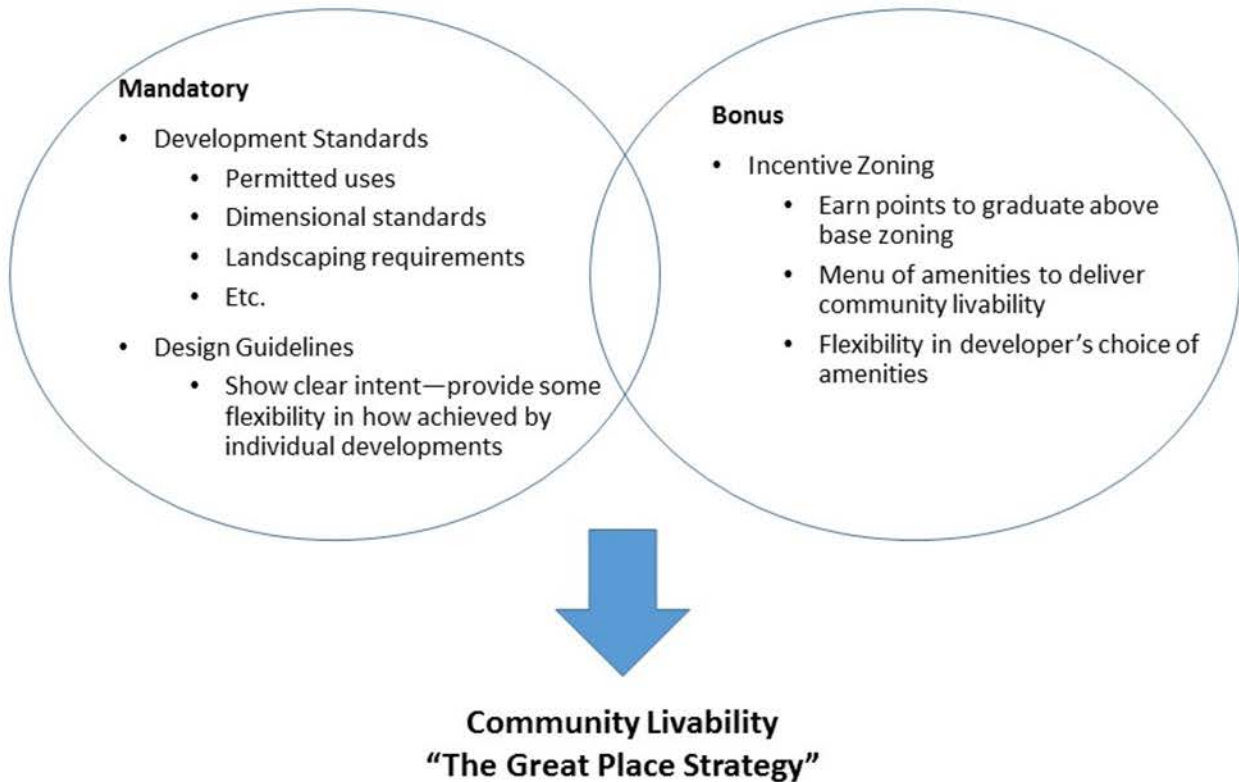 Mandatory
• Development Standards
• Permitted uses
• Dimensional standards
• Landscaping requirements
• Etc.
• Design Guidelines
• Show clear intent—provide some
flexibility in how achieved by
individual developments
Bonus
• Incentive Zoning
• Earn points to graduate above
base zoning
• Menu of amenities to deliver
community livability
• Flexibility in developer’s choice of
amenities
Community Livability
“The Great Place Strategy”